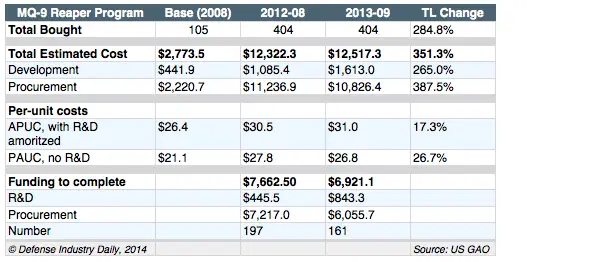 MQ-9 Reaper Program Base (2008) 2012-08 2013-09 TL Change
Total Bought 105 404 404 284.8%
Total Estimated Cost $2,773.5 $12,322.3 $12,517.3 351.3%
Development $441.9 $1,085.4 $1,613.0 265.0%
Procurement $2,220.7 $11,236.9 $10,826.4 387.5%
Per-unit costs
APUC, with R&D $26.4 $30.5 $31.0 17.3%
amoritzed
PAUC, no R&D $21.1 $27.8 $26.8 26.7%
Funding to complete $7,662.50 $6,921.1
R&D $445.5 $843.3
Procurement $7,217.0 $6,055.7
Number 197 161
© Defense Industry Daily, 2014 Source: US GAO